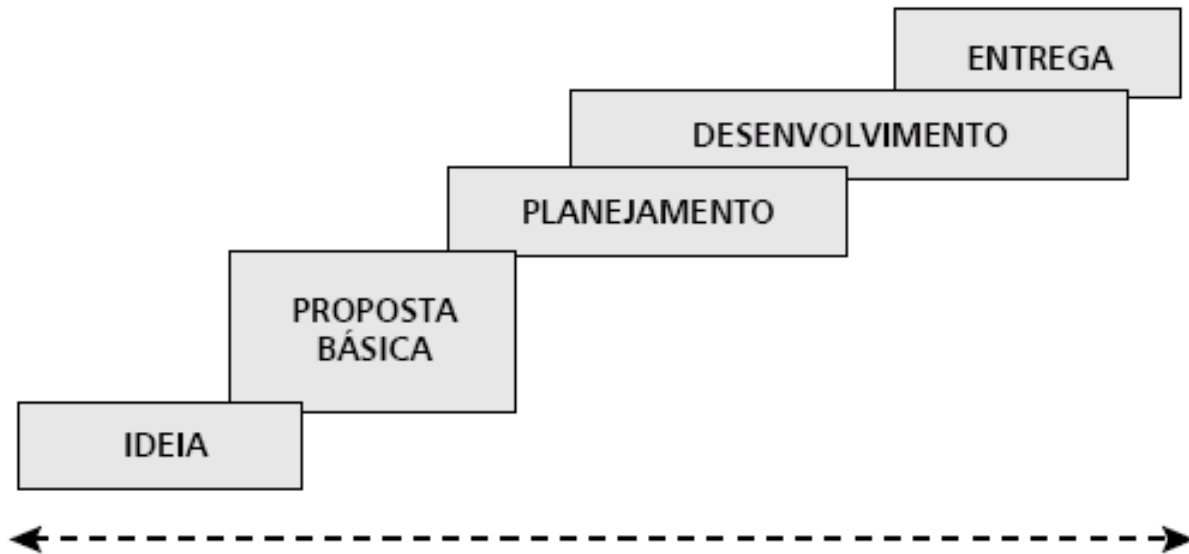 ENTREGA
DESENVOLVIMENTO
PLANEJAMENTO
PROPOSTA
BÁSICA
IDEIA